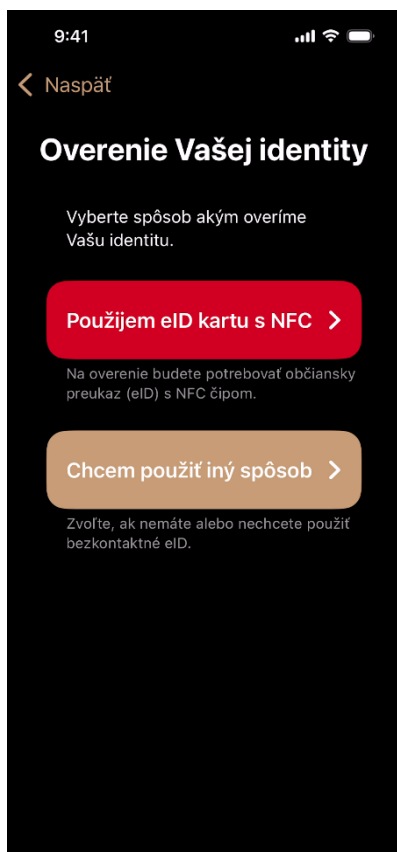 9:41
Naspäť
Overenie Vašej identity
Vyberte spôsob akým overíme
Vašu identitu.
Použijem eID kartu s NFC
Na overenie budete potrebovať občiansky
preukaz (eID) s NFC čipom.
Chcem použiť iný spôsob
Zvoľte, ak nemáte alebo nechcete použiť
bezkontaktné eID.